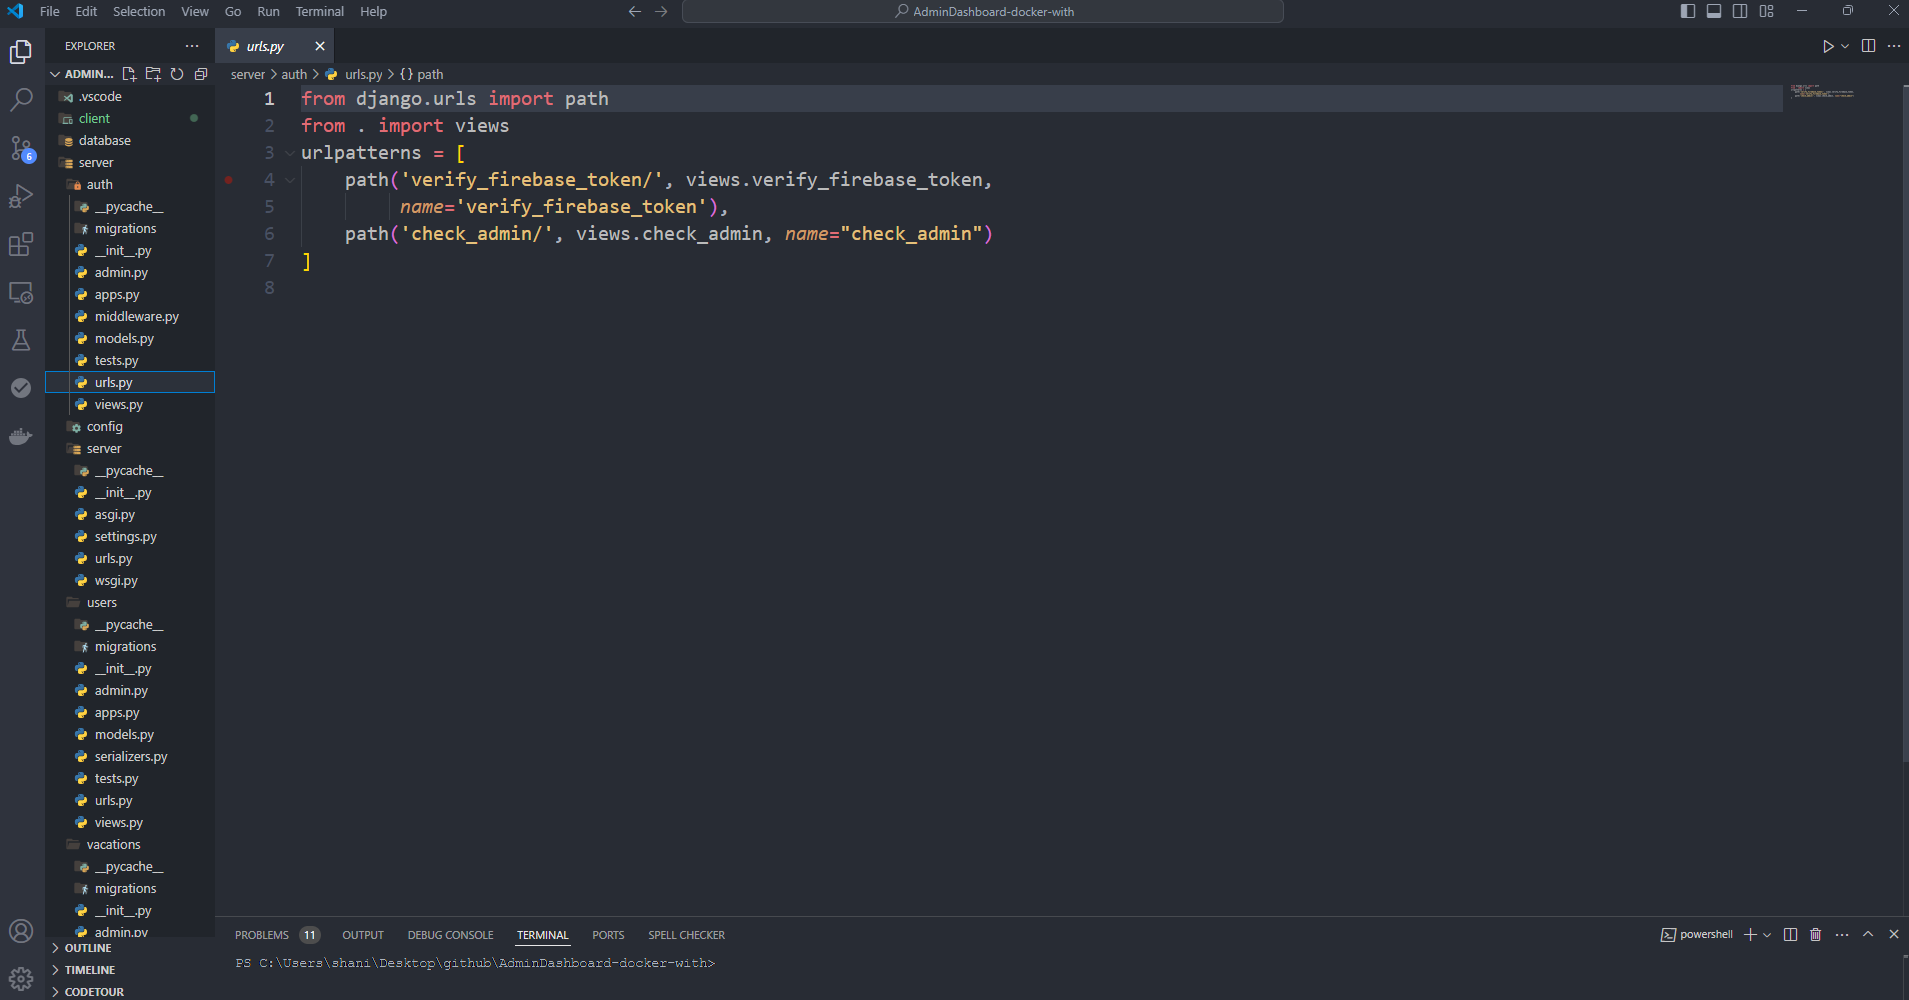 File Edit Selection View Go Run Terminal Help
AdminDashboard-docker-with
EXPLORER
ADMIN...
.vscode
client
database
server
auth
__pycache__
migrations
__init__.py
admin.py
apps.py
middleware.py
models.py
tests.py
urls.py
views.py
config
server
__pycache__
__init__.py
asgi.py
settings.py
urls.py
wsgi.py
users
__pycache__
migrations
__init__.py
admin.py
apps.py
models.py
serializers.py
tests.py
urls.py
views.py
vacations
__pycache__
migrations
__init__.py
admin.py
OUTLINE
TIMELINE
CODETOUR
6
urls.py
server > auth > urls.py > {} path
1 from django.urls import path
2 from . import views
3 urlpatterns = [
4 path('verify_firebase_token/', views.verify_firebase_token,
5 name='verify_firebase_token'),
6 path('check_admin/', views.check_admin, name="check_admin")
7 ]
8
PROBLEMS 11 OUTPUT DEBUG CONSOLE TERMINAL PORTS SPELL CHECKER
powershell
PS C:\Users\shani\Desktop\github\AdminDashboard-docker-with>